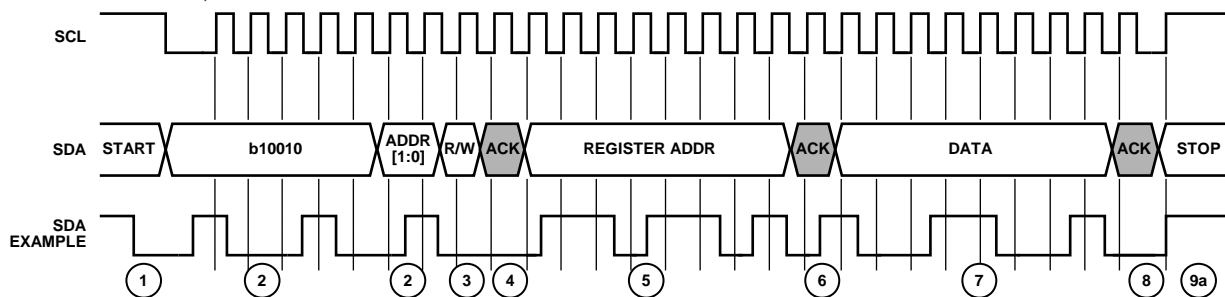 SCL
SDA START b10010 ADDR [1:0] R/W ACK REGISTER ADDR ACK DATA ACK STOP
SDA EXAMPLE
1 2 2 3 4 5 6 7 8 9a